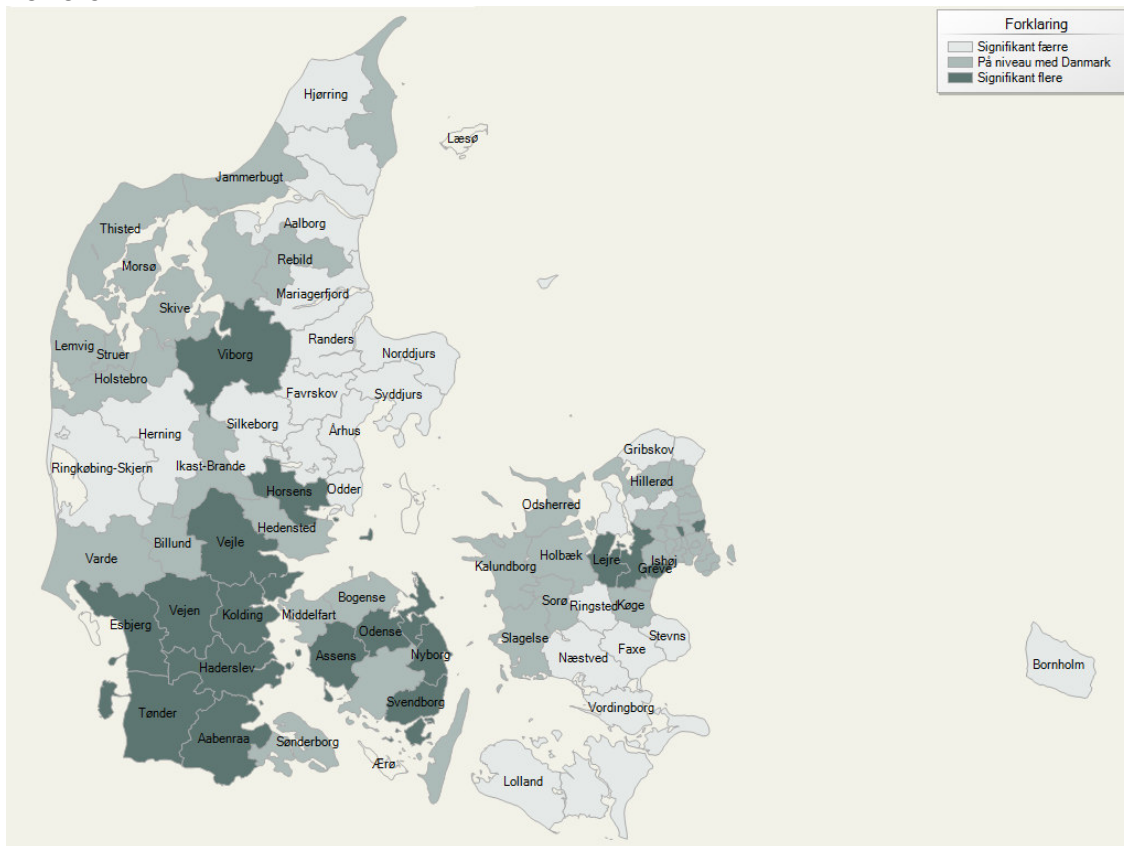 Forklaring
Signifikant færre
På niveau med Danmark
Signifikant flere
Hjørring
Læsø
Jammerbugt
Thisted
Aalborg
Rebild
Morsø
Mariagerfjord
Skive
Randers
Lemvig
Struer
Viborg
Norddjurs
Holstebro
Favrskov
Syddjurs
Silkeborg
Århus
Herning
Gribskov
Ringkøbing-Skjern
Ikast-Brande
Hillerød
Horsens
Odder
Odsherred
Hedensted
Billund
Vejle
Varde
Holbæk
Lejre
Ishøj
Kalundborg
Greve
Bogense
Sorø
Køge
Vejen
Kolding
Middelfart
Ringsted
Esbjerg
Odense
Slagelse
Stevns
Assens
Nyborg
Faxe
Næstved
Haderslev
Bornholm
Svendborg
Vordingborg
Tønder
Aabenraa
Sønderborg
Ærø
Lolland